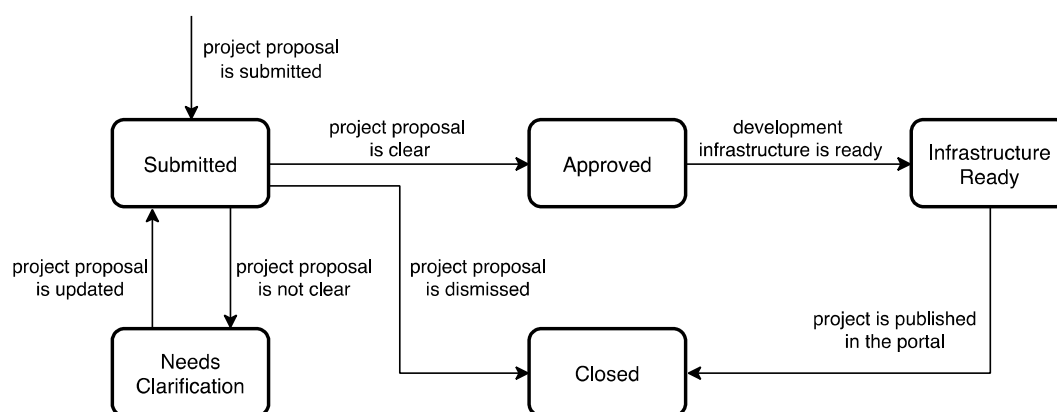 project proposal
is submitted
Submitted
project proposal
is clear
Approved
development
infrastructure is ready
Infrastructure
Ready
project proposal
is updated
project proposal
is not clear
project proposal
is dismissed
project is published
in the portal
Needs
Clarification
Closed